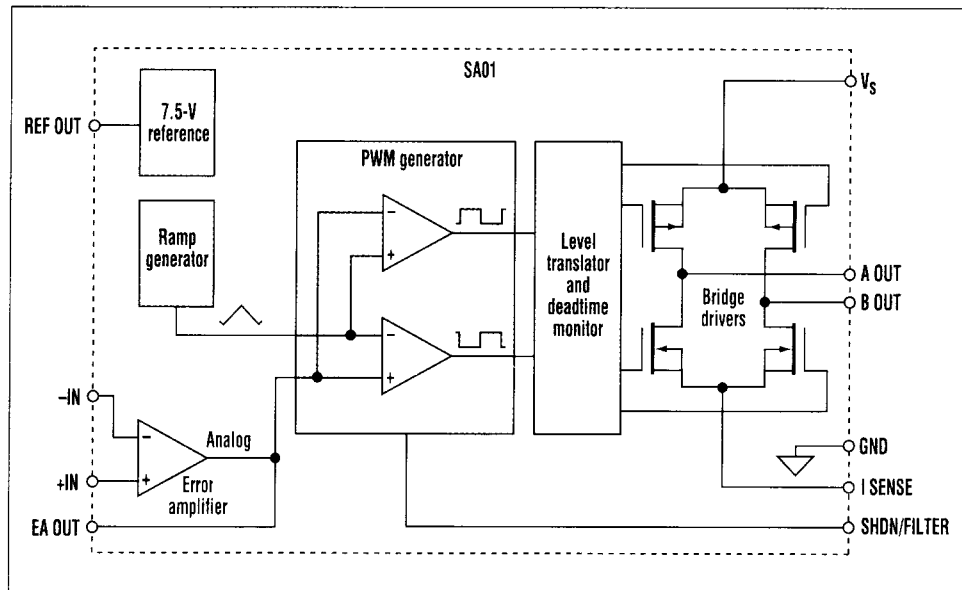 SA01
VS
REF OUT
7.5-V
reference
PWM generator
Ramp
generator
−
+
−
+
Level
translator
and
deadtime
monitor
A OUT
Bridge
drivers
B OUT
−IN
−
Analog
+IN
+
Error
amplifier
EA OUT
GND
I SENSE
SHDN/FILTER